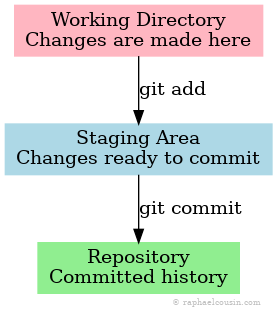 Working Directory
Changes are made here
git add
Staging Area
Changes ready to commit
git commit
Repository
Committed history
© raphaelcousin.com